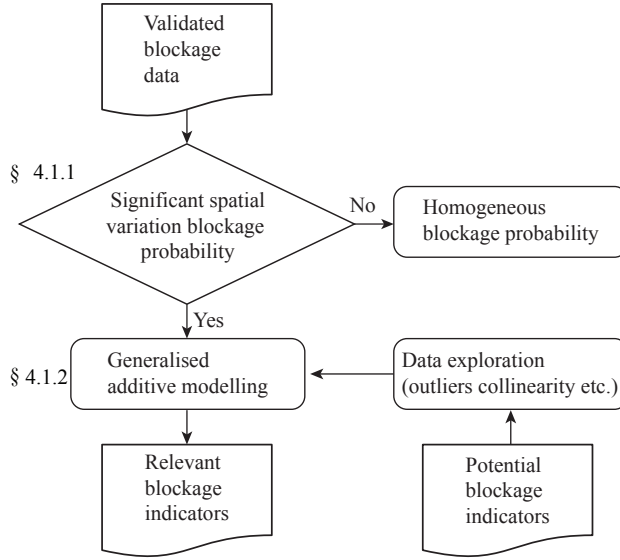 Validated
blockage
data
§ 4.1.1
Significant spatial
variation blockage
probability
No
Homogeneous
blockage probability
Yes
§ 4.1.2
Generalised
additive modelling
Data exploration
(outliers collinearity etc.)
Relevant
blockage
indicators
Potential
blockage
indicators